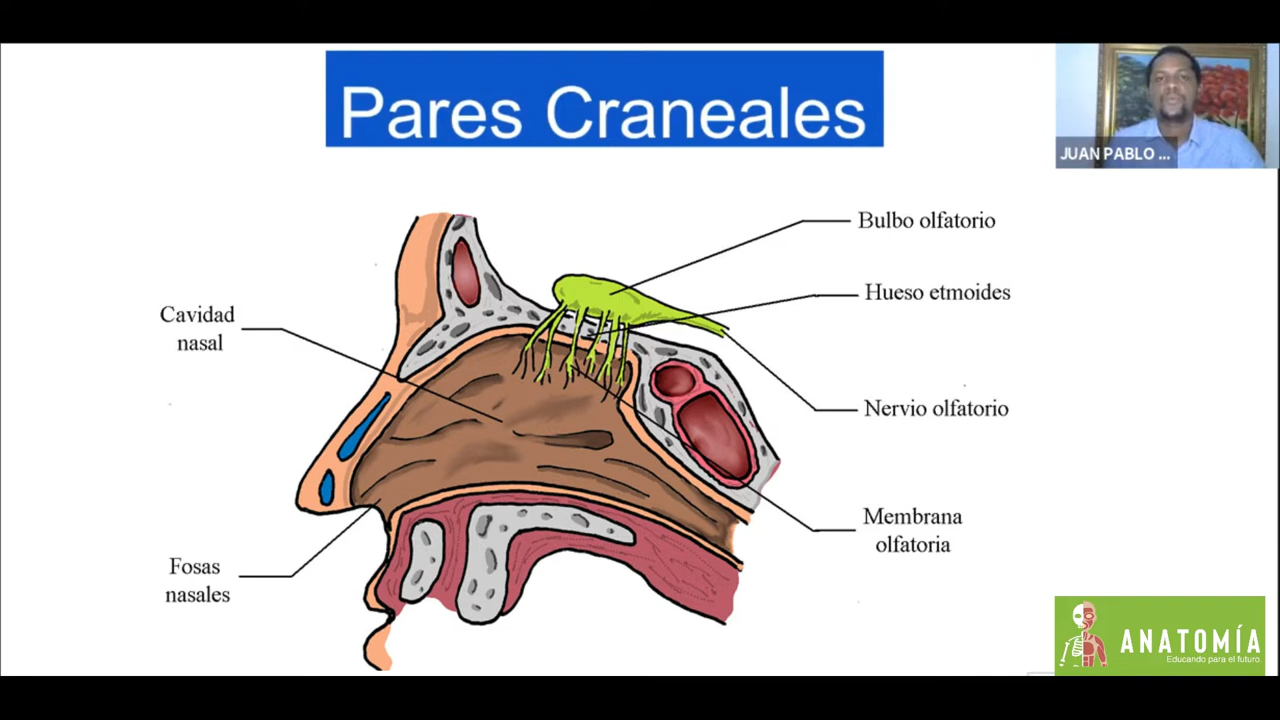 Pares Craneales
JUAN PABLO ...
Bulbo olfatorio
Hueso etmoides
Cavidad
nasal
Nervio olfatorio
Membrana
olfatoria
Fosas
nasales
ANATOMÍA
Educando para el futuro.